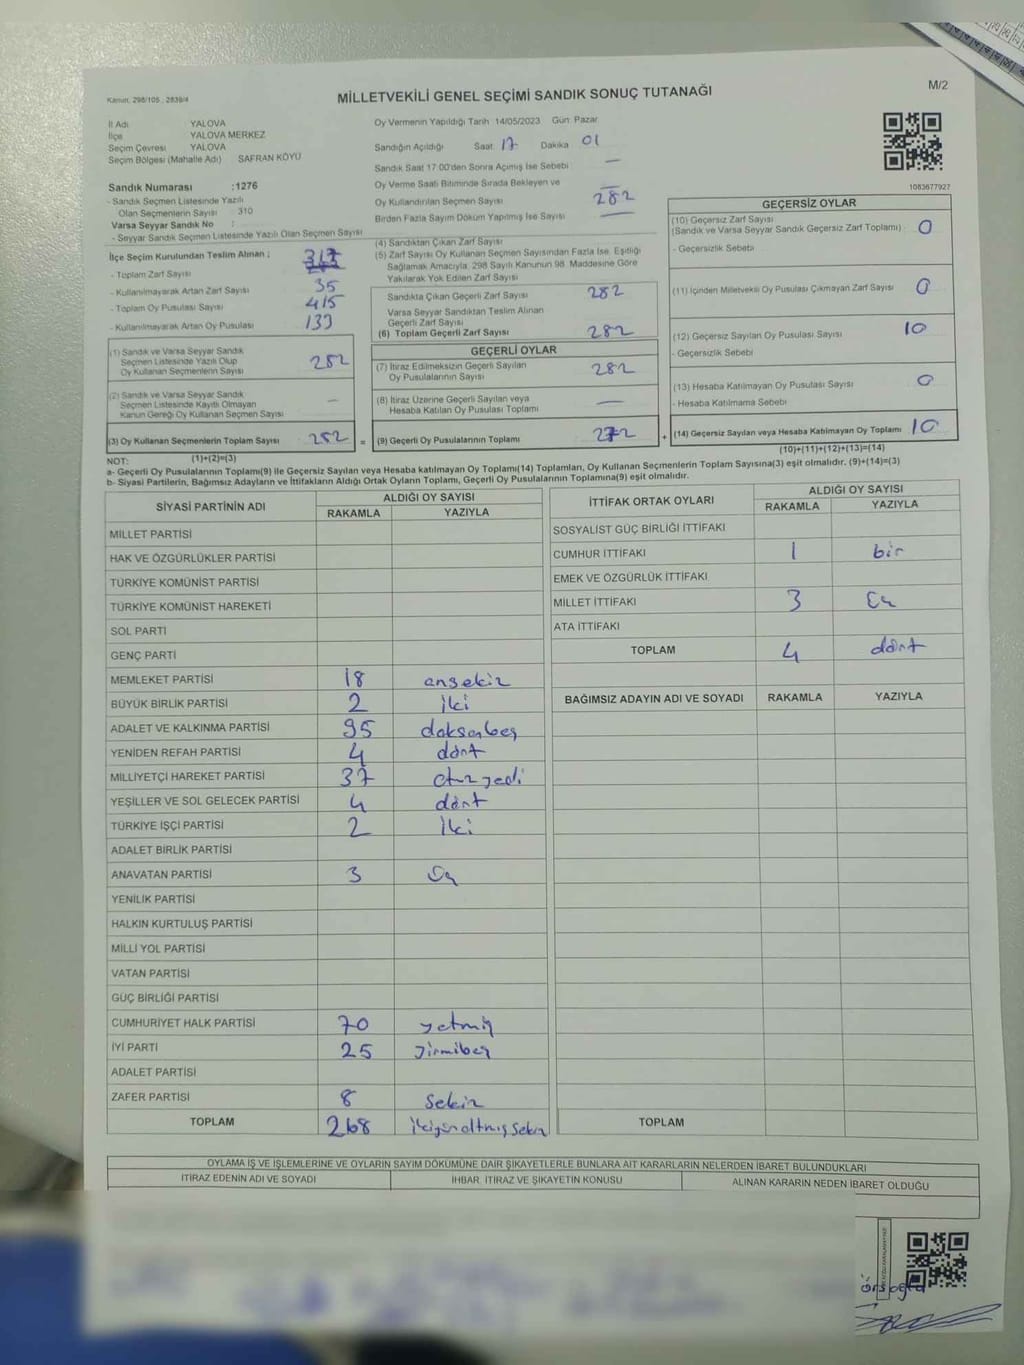 Kanun, 298/105 , 2839/4
MİLLETVEKİLİ GENEL SEÇİMİ SANDIK SONUÇ TUTANAĞI
M/2
İl Adı YALOVA
İlçe YALOVA MERKEZ
Seçim Çevresi YALOVA
Seçim Bölgesi (Mahalle Adı) SAFRAN KÖYÜ
Sandık Numarası :1276
- Sandık Seçmen Listesinde Yazılı
Olan Seçmenlerin Sayısı : 310
Varsa Seyyar Sandık No :
- Seyyar Sandık Seçmen Listesinde Yazılı Olan Seçmen Sayısı
İlçe Seçim Kurulundan Teslim Alınan ;
- Toplam Zarf Sayısı
- Kullanılmayarak Artan Zarf Sayısı 35
- Toplam Oy Pusulası Sayısı 415
- Kullanılmayarak Artan Oy Pusulası 133
(1) Sandık ve Varsa Seyyar Sandık
Seçmen Listesinde Yazılı Olup
Oy Kullanan Seçmenlerin Sayısı 282
(2) Sandık ve Varsa Seyyar Sandık
Seçmen Listesinde Kayıtlı Olmayan
Kanun Gereği Oy Kullanan Seçmen Sayısı —
(3) Oy Kullanan Seçmenlerin Toplam Sayısı 282 =
(1)+(2)=(3)
Oy Vermenin Yapıldığı Tarih 14/05/2023 Gün: Pazar
Sandığın Açıldığı Saat 17 Dakika 01
Sandık Saat 17:00'den Sonra Açımış İse Sebebi —
Oy Verme Saati Bitiminde Sırada Bekleyen ve —
Oy Kullandırılan Seçmen Sayısı 282
Birden Fazla Sayım Döküm Yapılmış İse Sayısı —
(4) Sandıktan Çıkan Zarf Sayısı
(5) Zarf Sayısı Oy Kullanan Seçmen Sayısından Fazla İse, Eşitliği
Sağlamak Amacıyla, 298 Sayılı Kanunun 98. Maddesine Göre
Yakılarak Yok Edilen Zarf Sayısı
Sandıkta Çıkan Geçerli Zarf Sayısı 282
Varsa Seyyar Sandıktan Teslim Alınan
Geçerli Zarf Sayısı
(6) Toplam Geçerli Zarf Sayısı 282
GEÇERLİ OYLAR
(7) İtiraz Edilmeksizin Geçerli Sayılan
Oy Pusulalarının Sayısı 282
(8) İtiraz Üzerine Geçerli Sayılan veya
Hesaba Katılan Oy Pusulası Toplamı —
(9) Geçerli Oy Pusulalarının Toplamı 272 +
1083677927
GEÇERSİZ OYLAR
(10) Geçersiz Zarf Sayısı
(Sandık ve Varsa Seyyar Sandık Geçersiz Zarf Toplamı) 0
- Geçersizlik Sebebi
(11) İçinden Milletvekili Oy Pusulası Çıkmayan Zarf Sayısı 0
(12) Geçersiz Sayılan Oy Pusulası Sayısı 10
- Geçersizlik Sebebi
(13) Hesaba Katılmayan Oy Pusulası Sayısı 0
- Hesaba Katılmama Sebebi
(14) Geçersiz Sayılan veya Hesaba Katılmayan Oy Toplamı 10
(10)+(11)+(12)+(13)=(14)
NOT:
a- Geçerli Oy Pusulalarının Toplamı(9) ile Geçersiz Sayılan veya Hesaba katılmayan Oy Toplamı(14) Toplamları, Oy Kullanan Seçmenlerin Toplam Sayısına(3) eşit olmalıdır. (9)+(14)=(3)
b- Siyasi Partilerin, Bağımsız Adayların ve İttifakların Aldığı Ortak Oyların Toplamı, Geçerli Oy Pusulalarının Toplamına(9) eşit olmalıdır.
SİYASİ PARTİNİN ADI ALDIĞI OY SAYISI
RAKAMLA YAZIYLA
MİLLET PARTİSİ
HAK VE ÖZGÜRLÜKLER PARTİSİ
TÜRKİYE KOMÜNİST PARTİSİ
TÜRKİYE KOMÜNİST HAREKETİ
SOL PARTİ
GENÇ PARTİ
MEMLEKET PARTİSİ 18 onsekiz
BÜYÜK BİRLİK PARTİSİ 2 iki
ADALET VE KALKINMA PARTİSİ 95 doksanbeş
YENİDEN REFAH PARTİSİ 4 dört
MİLLİYETÇİ HAREKET PARTİSİ 37 otuzyedi
YEŞİLLER VE SOL GELECEK PARTİSİ 4 dört
TÜRKİYE İŞÇİ PARTİSİ 2 iki
ADALET BİRLİK PARTİSİ
ANAVATAN PARTİSİ 3 üç
YENİLİK PARTİSİ
HALKIN KURTULUŞ PARTİSİ
MİLLİ YOL PARTİSİ
VATAN PARTİSİ
GÜÇ BİRLİĞİ PARTİSİ
CUMHURİYET HALK PARTİSİ 70 yetmiş
İYİ PARTİ 25 yirmibeş
ADALET PARTİSİ
ZAFER PARTİSİ 8 sekiz
TOPLAM 268 ikiyüzaltmışsekiz
İTTİFAK ORTAK OYLARI ALDIĞI OY SAYISI
RAKAMLA YAZIYLA
SOSYALİST GÜÇ BİRLİĞİ İTTİFAKI
CUMHUR İTTİFAKI 1 bir
EMEK VE ÖZGÜRLÜK İTTİFAKI
MİLLET İTTİFAKI 3 üç
ATA İTTİFAKI
TOPLAM 4 dört
BAĞIMSIZ ADAYIN ADI VE SOYADI RAKAMLA YAZIYLA
TOPLAM
OYLAMA İŞ VE İŞLEMLERİNE VE OYLARIN SAYIM DÖKÜMÜNE DAİR ŞİKAYETLERLE BUNLARA AİT KARARLARIN NELERDEN İBARET BULUNDUKLARI
İTİRAZ EDENİN ADI VE SOYADI İHBAR, İTİRAZ VE ŞİKAYETİN KONUSU ALINAN KARARIN NEDEN İBARET OLDUĞU